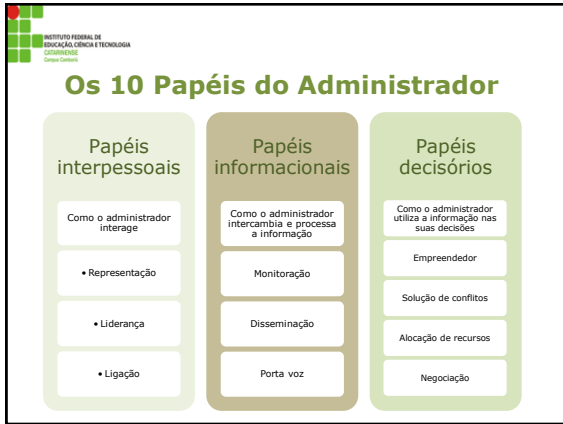 INSTITUTO FEDERAL DE
EDUCAÇÃO, CIÊNCIA E TECNOLOGIA
CATARINENSE
Campus Camboriú
Os 10 Papéis do Administrador
Papéis
interpessoais
Como o administrador
interage
• Representação
• Liderança
• Ligação
Papéis
informacionais
Como o administrador
intercambia e processa
a informação
Monitoração
Disseminação
Porta voz
Papéis
decisórios
Como o administrador
utiliza a informação nas
suas decisões
Empreendedor
Solução de conflitos
Alocação de recursos
Negociação